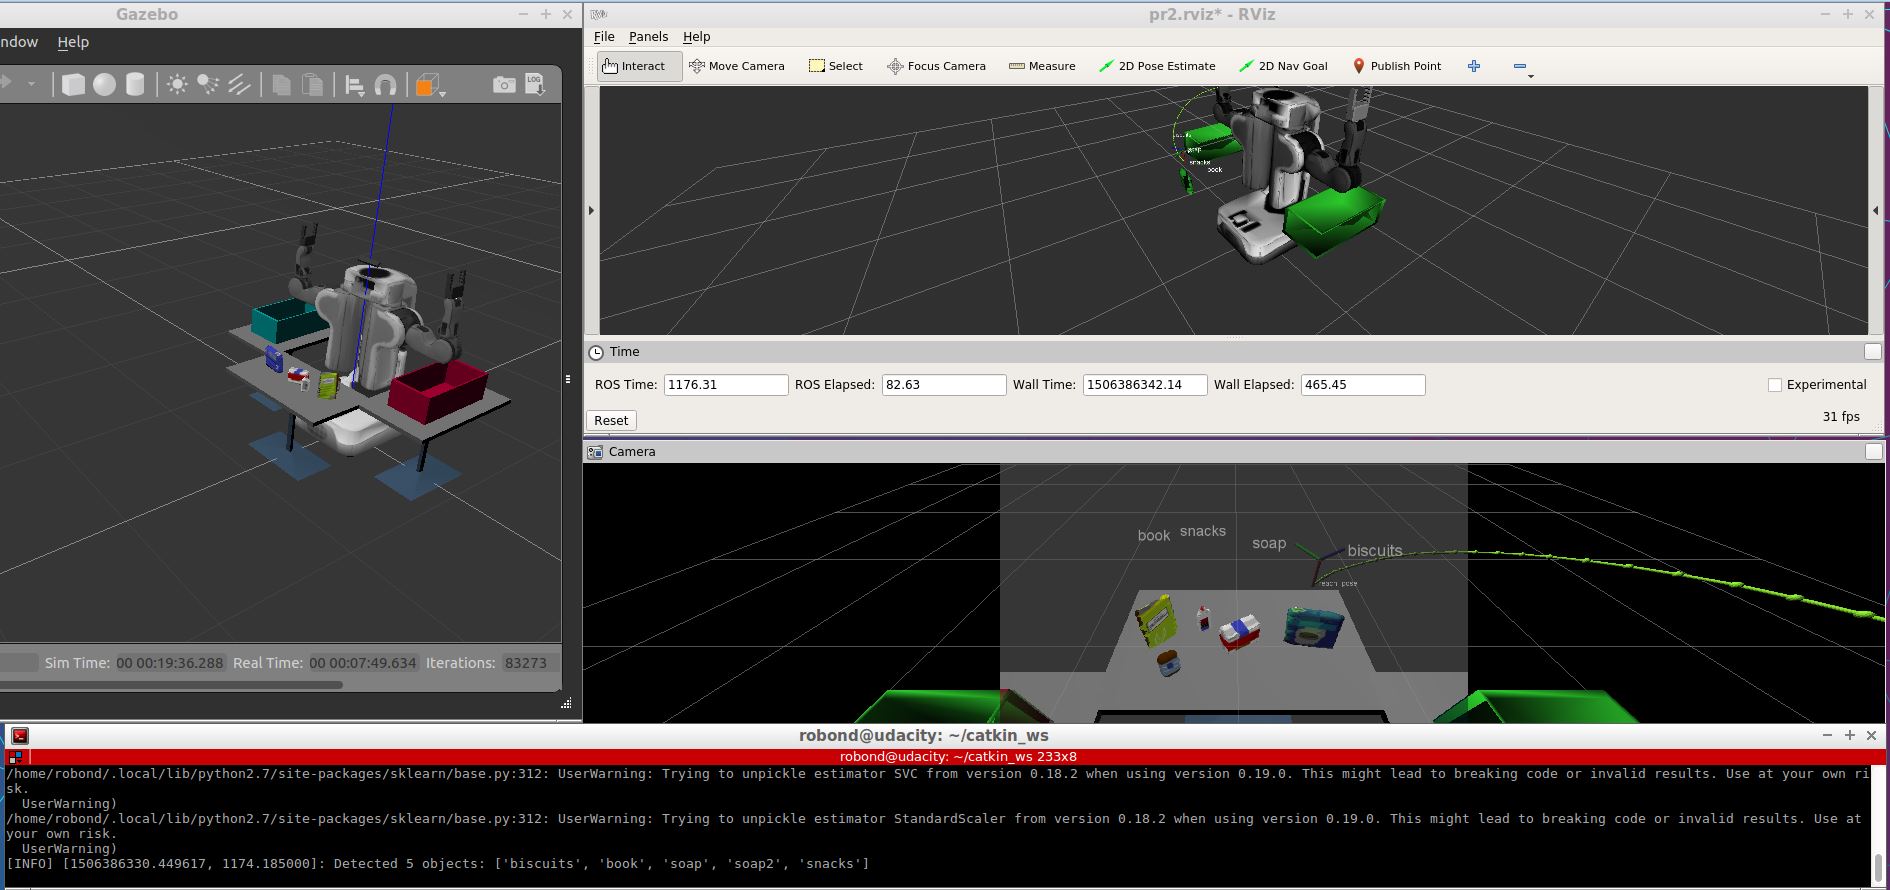 Gazebo
ndow Help
LOG
Sim Time: 00 00:19:36.288 Real Time: 00 00:07:49.634 Iterations: 83273
pr2.rviz* - RViz
File Panels Help
Interact Move Camera Select Focus Camera Measure 2D Pose Estimate 2D Nav Goal Publish Point
soap
snacks
book
Time
ROS Time: 1176.31 ROS Elapsed: 82.63 Wall Time: 1506386342.14 Wall Elapsed: 465.45 Experimental
Reset 31 fps
Camera
book snacks soap biscuits
reach pose
robond@udacity: ~/catkin_ws
robond@udacity: ~/catkin_ws 233x8
/home/robond/.local/lib/python2.7/site-packages/sklearn/base.py:312: UserWarning: Trying to unpickle estimator SVC from version 0.18.2 when using version 0.19.0. This might lead to breaking code or invalid results. Use at your own ri
sk.
UserWarning)
/home/robond/.local/lib/python2.7/site-packages/sklearn/base.py:312: UserWarning: Trying to unpickle estimator StandardScaler from version 0.18.2 when using version 0.19.0. This might lead to breaking code or invalid results. Use at
your own risk.
UserWarning)
[INFO] [1506386330.449617, 1174.185000]: Detected 5 objects: ['biscuits', 'book', 'soap', 'soap2', 'snacks']